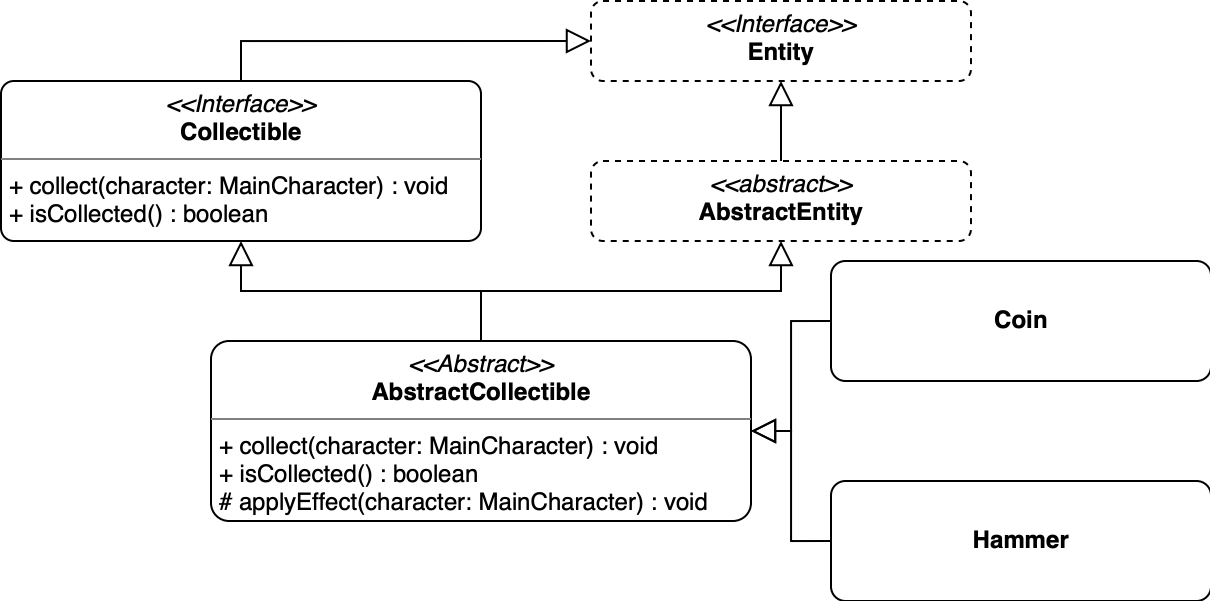 <<Interface>>
Entity
<<Interface>>
Collectible
+ collect(character: MainCharacter) : void
+ isCollected() : boolean
<<abstract>>
AbstractEntity
Coin
<<Abstract>>
AbstractCollectible
+ collect(character: MainCharacter) : void
+ isCollected() : boolean
# applyEffect(character: MainCharacter) : void
Hammer